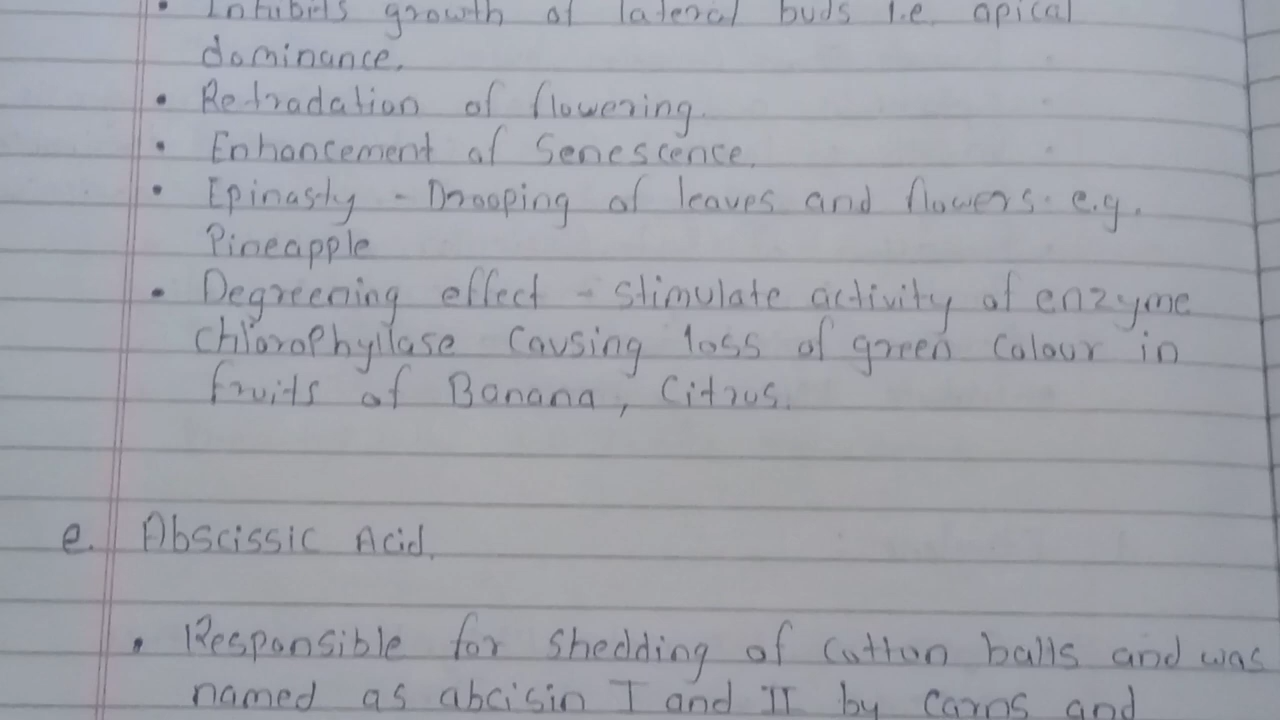 • Inhibits growth of lateral buds i.e. apical
dominance.
• Retradation of flowering.
• Enhancement of Senescence.
• Epinasty - Drooping of leaves and flowers. e.g.
Pineapple
• Degreening effect - stimulate activity of enzyme
chlorophyllase causing loss of green colour in
fruits of Banana, Citrus.
e. Abscissic Acid.
• Responsible for shedding of cotton balls and was
named as abcisin I and II by carns and